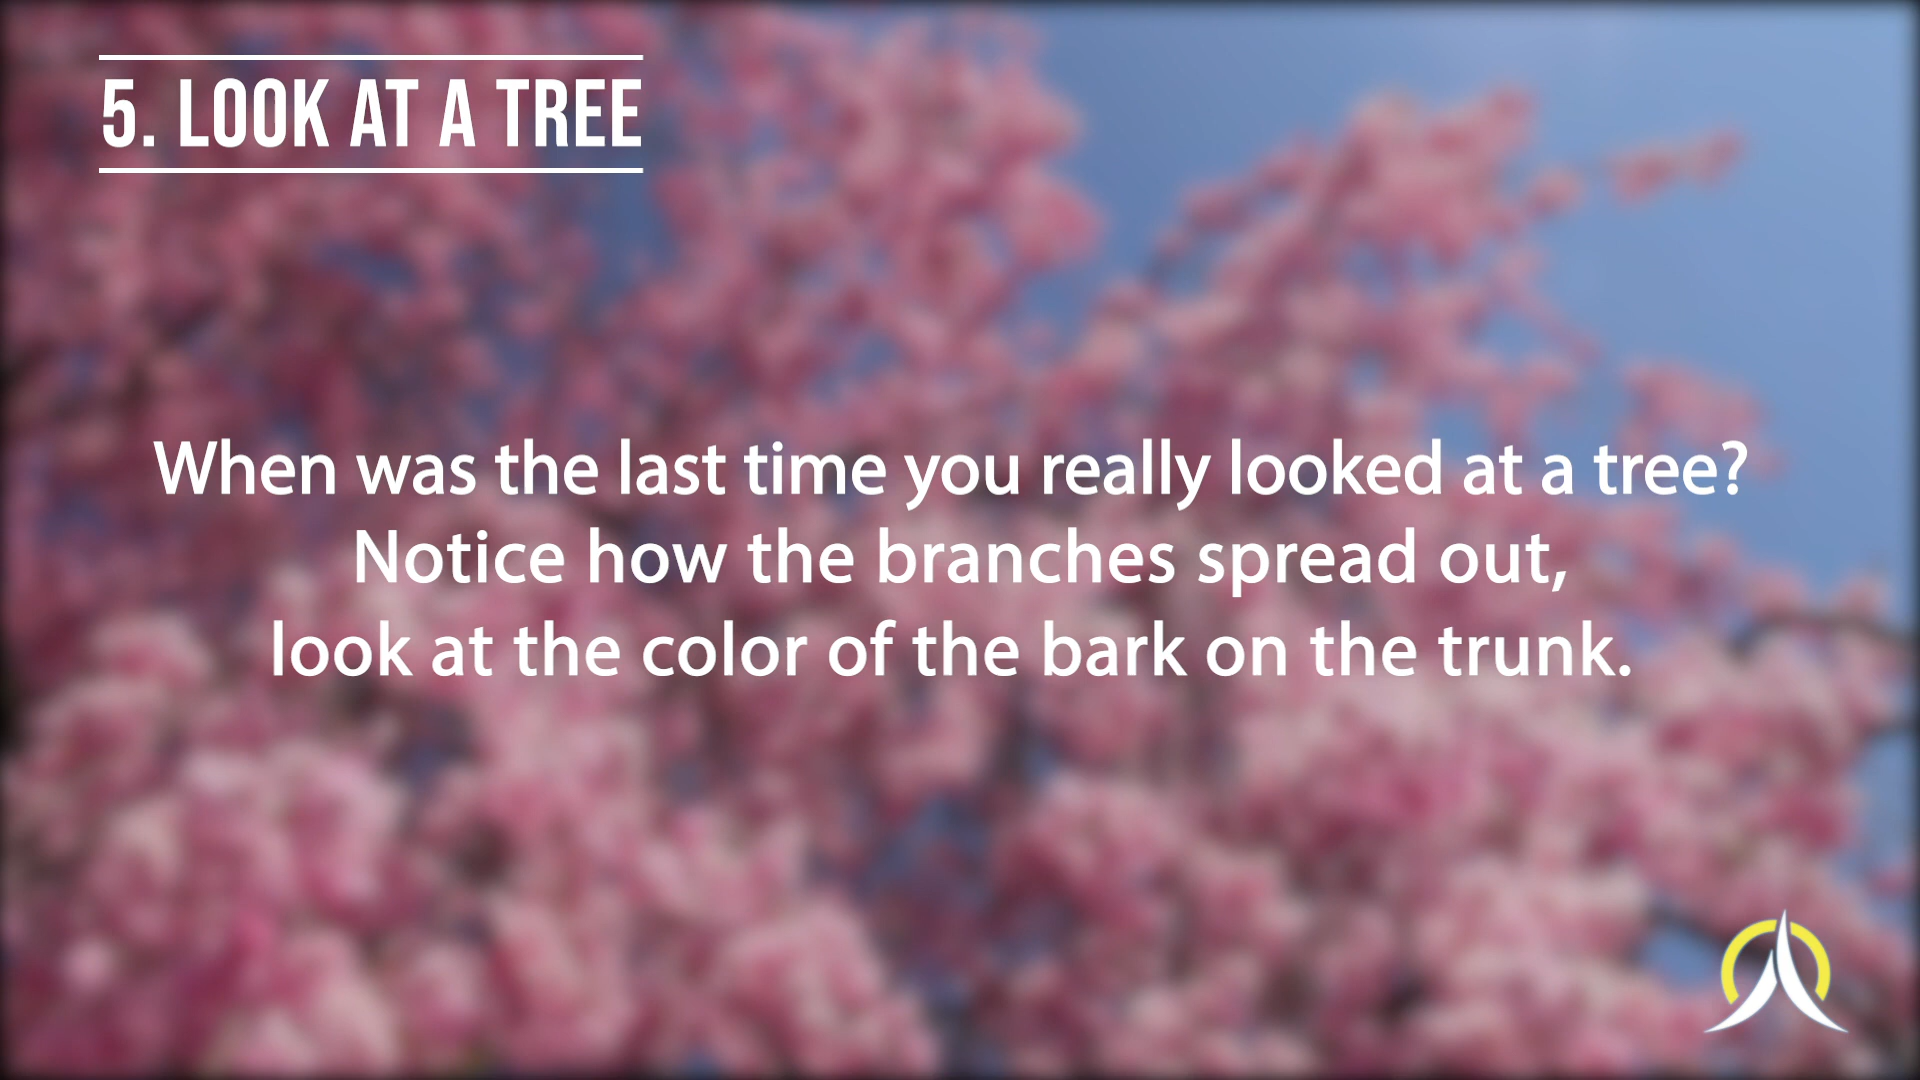 5. LOOK AT A TREE
When was the last time you really looked at a tree?
Notice how the branches spread out,
look at the color of the bark on the trunk.